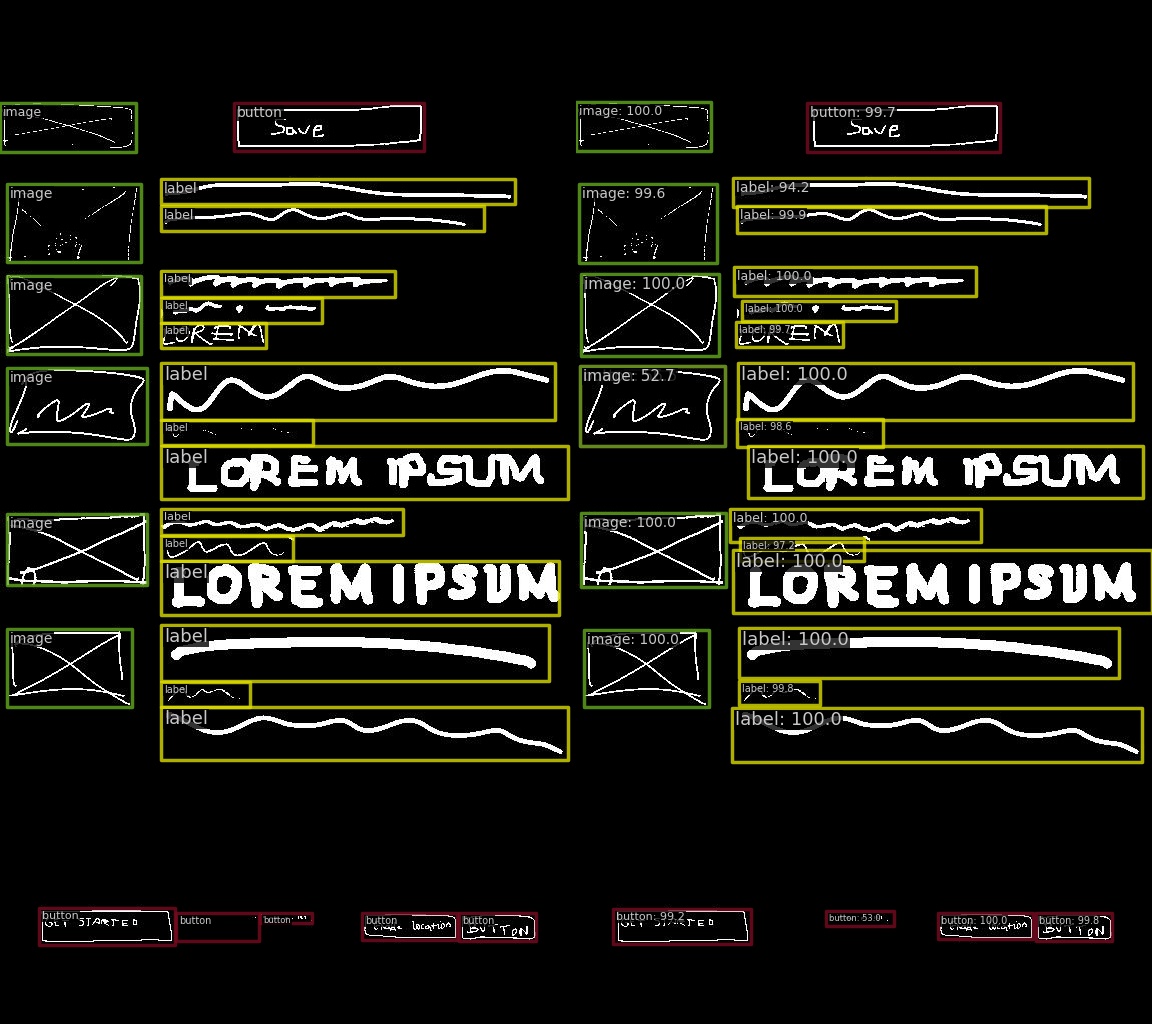 image button image: 100.0 button: 99.7
Save Save
image label image: 99.6 label: 94.2
label label: 99.9
image label image: 100.0 label: 100.0
label label: 100.0
label LOREM label: 99.7 LOREM
image label image: 52.7 label: 100.0
label label: 98.6
label LOREM IPSUM label: 100.0 LOREM IPSUM
image label image: 100.0 label: 100.0
label label: 97.2
label LOREM IPSUM label: 100.0 LOREM IPSUM
image label image: 100.0 label: 100.0
label label: 99.8
label label: 100.0
button button button button button button: 99.2 button: 53.0 button: 100.0 button: 99.8
GET STARTED location BUTTON GET STARTED location BUTTON